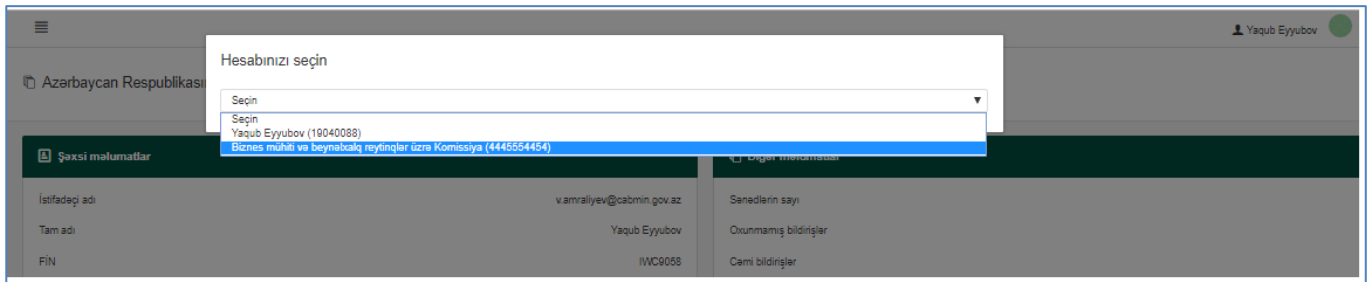 Yaqub Eyyubov
Hesabınızı seçin
Azərbaycan Respublikası
Seçin
Seçin
Yaqub Eyyubov (19040088)
Biznes mühiti və beynəlxalq reytinqlər üzrə Komissiya (4445554454)
Şəxsi məlumatlar
Digər məlumatlar
İstifadəçi adı v.amraliyev@cabmin.gov.az
Sənədlərin sayı
Tam adı Yaqub Eyyubov
Oxunmamış bildirişlər
FİN IWC9058
Cəmi bildirişlər